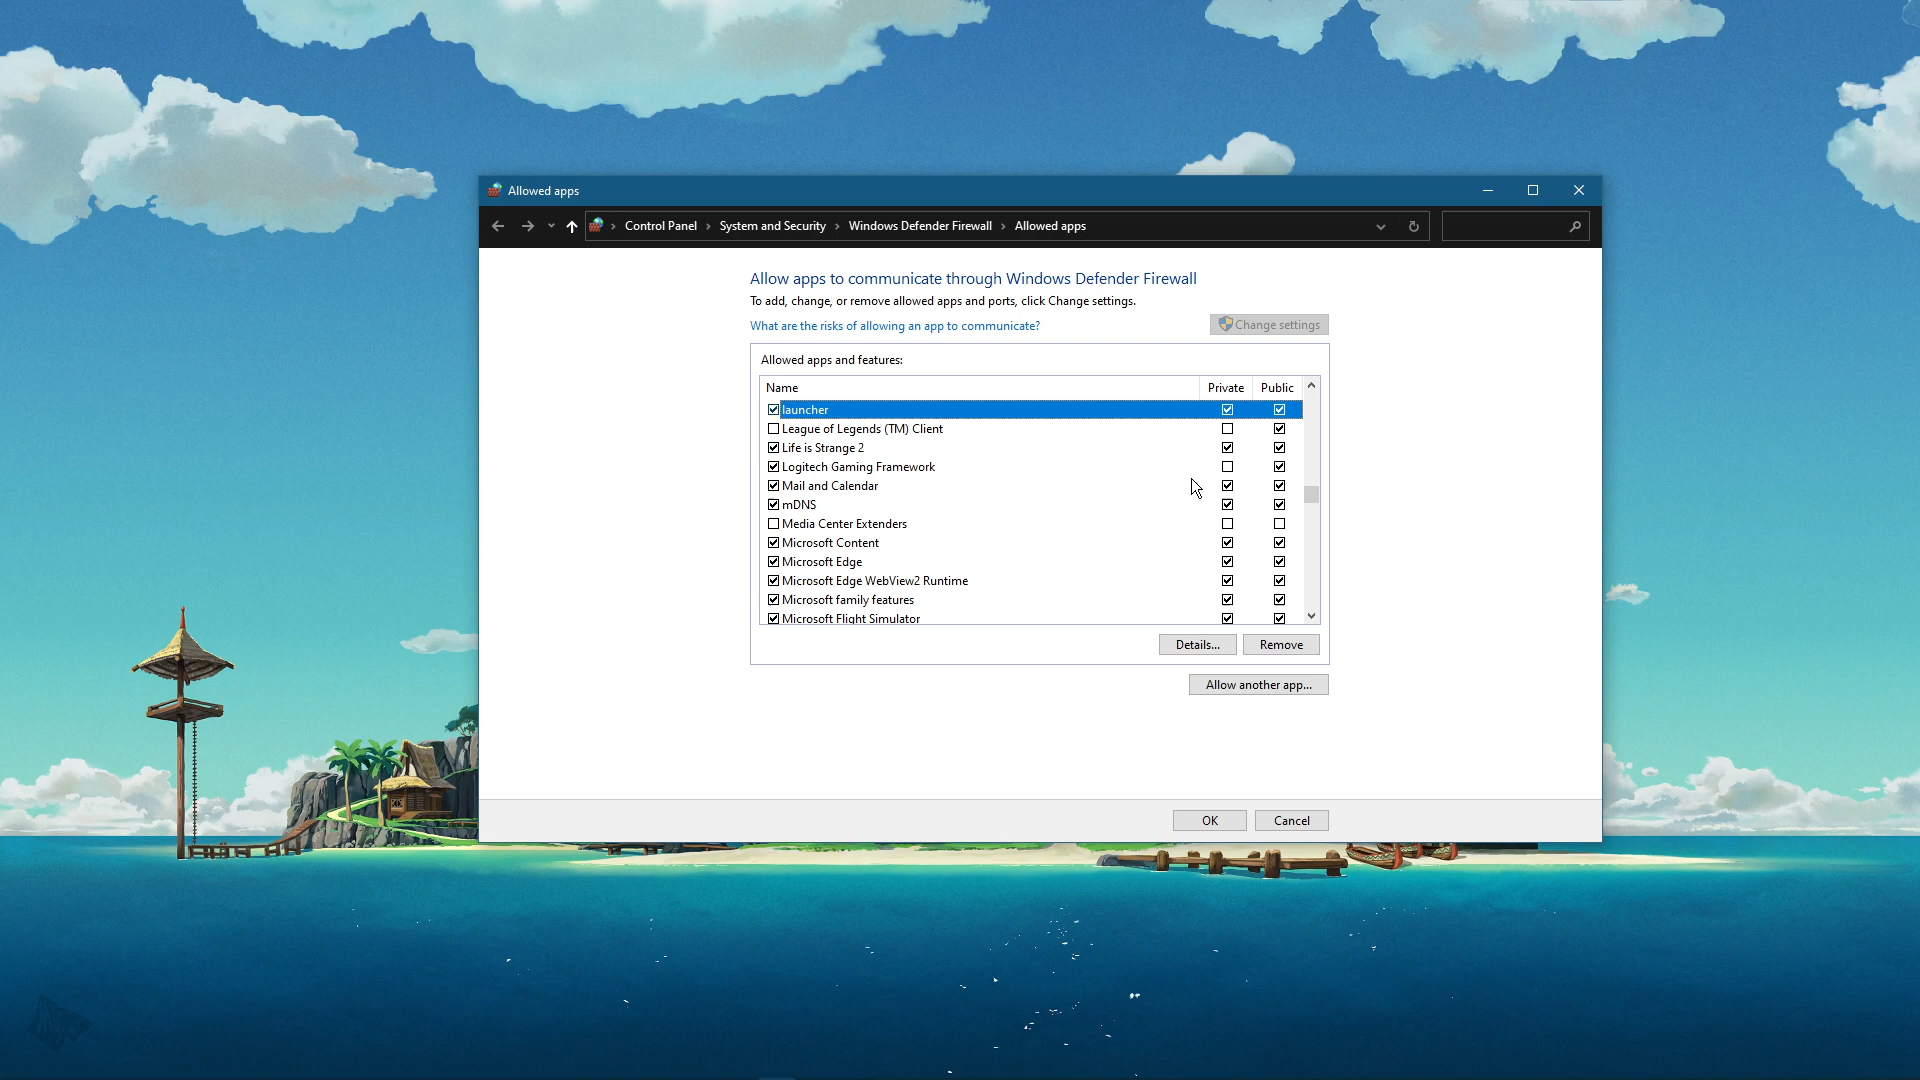 Allowed apps
Control Panel > System and Security > Windows Defender Firewall > Allowed apps
Allow apps to communicate through Windows Defender Firewall
To add, change, or remove allowed apps and ports, click Change settings.
What are the risks of allowing an app to communicate?
Change settings
Allowed apps and features:
Name Private Public
launcher
League of Legends (TM) Client
Life is Strange 2
Logitech Gaming Framework
Mail and Calendar
mDNS
Media Center Extenders
Microsoft Content
Microsoft Edge
Microsoft Edge WebView2 Runtime
Microsoft family features
Microsoft Flight Simulator
Details... Remove
Allow another app...
OK Cancel